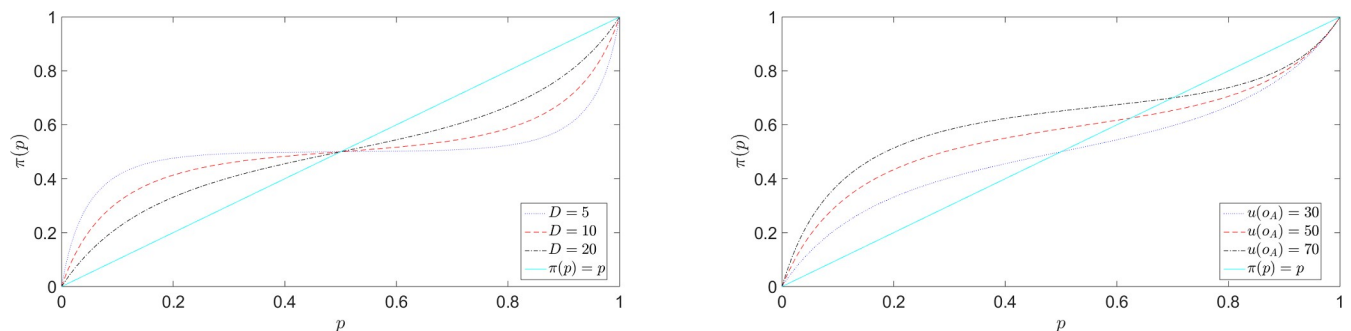 1
0.8
0.6
0.4
0.2
0
π(p)
0 0.2 0.4 0.6 0.8 1
p
D = 5
D = 10
D = 20
π(p) = p
1
0.8
0.6
0.4
0.2
0
π(p)
0 0.2 0.4 0.6 0.8 1
p
u(o_A) = 30
u(o_A) = 50
u(o_A) = 70
π(p) = p